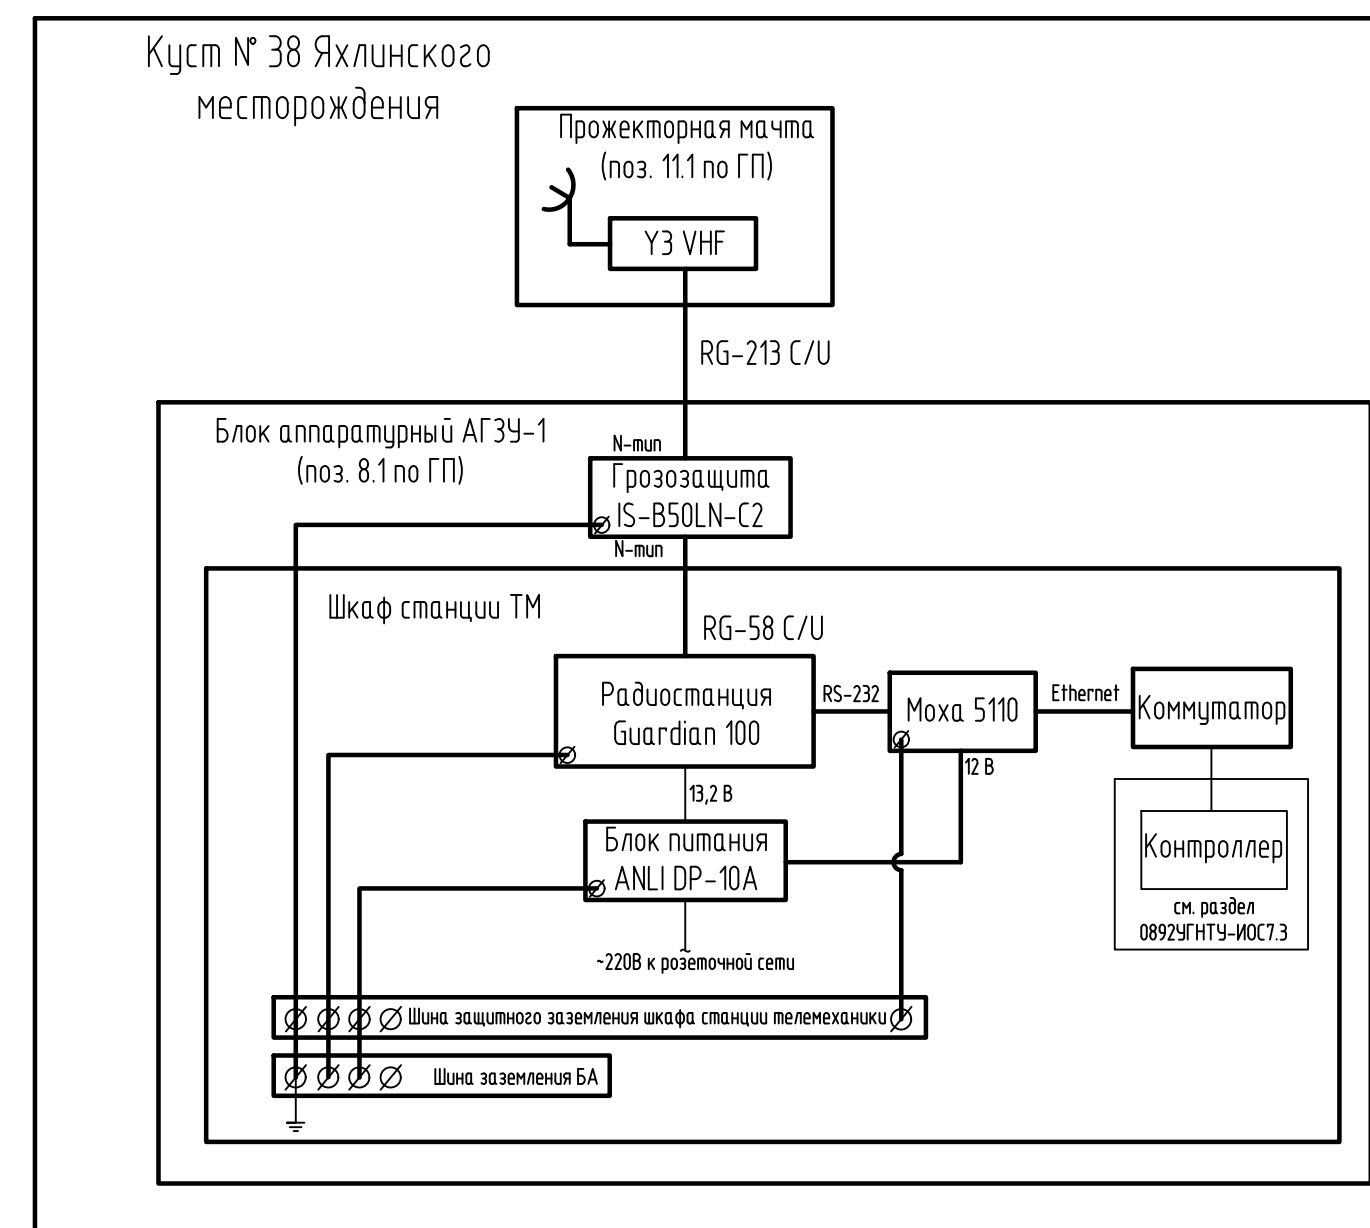 Куст № 38 Яхлинского
месторождения
Прожекторная мачта
(поз. 11.1 по ГП)
Y3 VHF
RG-213 C/U
Блок аппаратурный АГЗУ-1
(поз. 8.1 по ГП)
N-тип
Грозозащита
IS-B50LN-C2
N-тип
Шкаф станции ТМ
RG-58 C/U
Радиостанция
Guardian 100
RS-232
Moxa 5110
Ethernet
Коммутатор
12 В
13,2 В
Блок питания
ANLI DP-10A
Контроллер
см. раздел
0892УГНТУ-ИОС7.3
~220В к розеточной сети
Шина защитного заземления шкафа станции телемеханики
Шина заземления БА